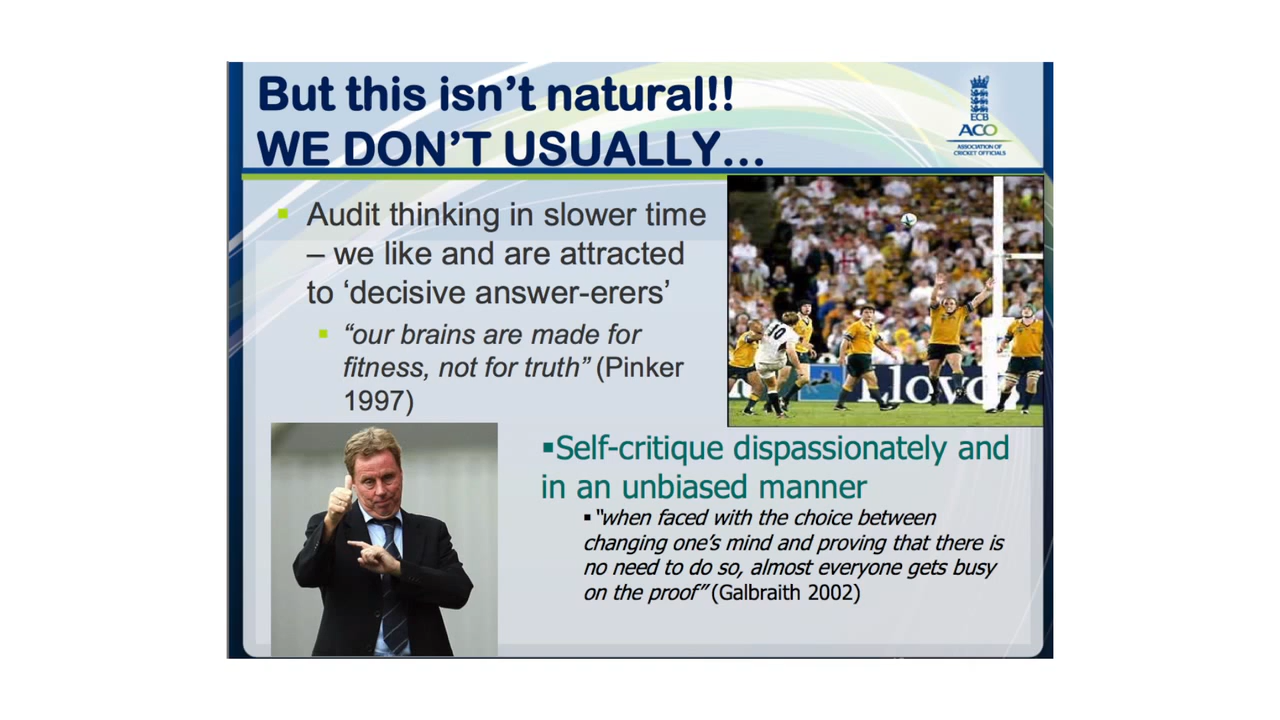 But this isn't natural!!
WE DON'T USUALLY...
ECB
ACO
ASSOCIATION OF
CRICKET OFFICIALS
▪ Audit thinking in slower time
– we like and are attracted
to ‘decisive answer-erers’
▪ “our brains are made for
fitness, not for truth” (Pinker
1997)
10
Lloyd
▪Self-critique dispassionately and
in an unbiased manner
▪“when faced with the choice between
changing one’s mind and proving that there is
no need to do so, almost everyone gets busy
on the proof” (Galbraith 2002)